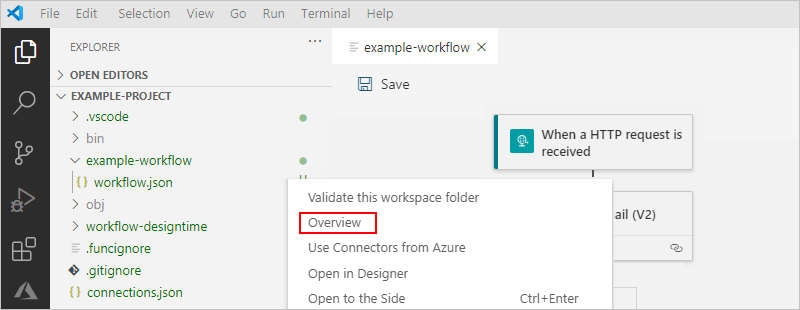 File Edit Selection View Go Run Terminal Help
EXPLORER
example-workflow
OPEN EDITORS
Save
EXAMPLE-PROJECT
.vscode
bin
example-workflow
workflow.json
obj
workflow-designtime
.funcignore
.gitignore
connections.json
When a HTTP request is
received
ail (V2)
Validate this workspace folder
Overview
Use Connectors from Azure
Open in Designer
Open to the Side Ctrl+Enter